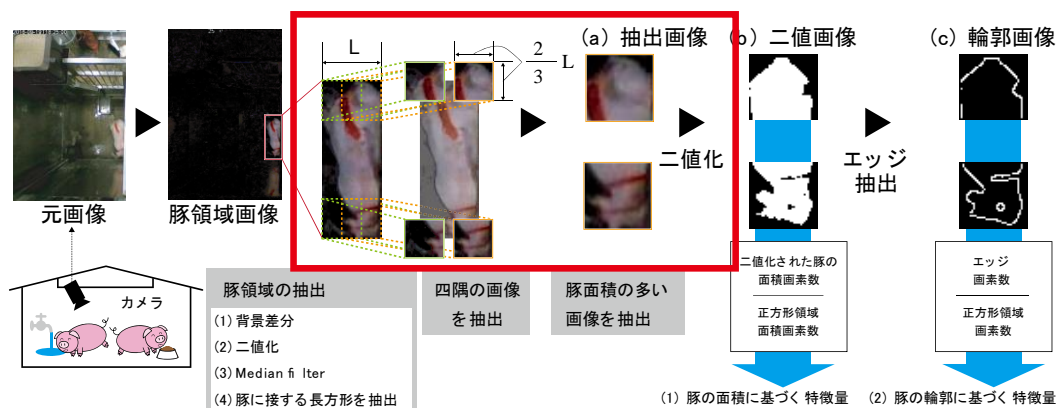 L
2
3
L
(a) 抽出画像
(b) 二値画像
(c) 輪郭画像
二値化
エッジ
抽出
元画像
豚領域画像
カメラ
豚領域の抽出
(1) 背景差分
(2) 二値化
(3) Median filter
(4) 豚に接する長方形を抽出
四隅の画像
を抽出
豚面積の多い
画像を抽出
二値化された豚の
面積画素数
正方形領域
面積画素数
エッジ
画素数
正方形領域
画素数
(1) 豚の面積に基づく特徴量
(2) 豚の輪郭に基づく特徴量